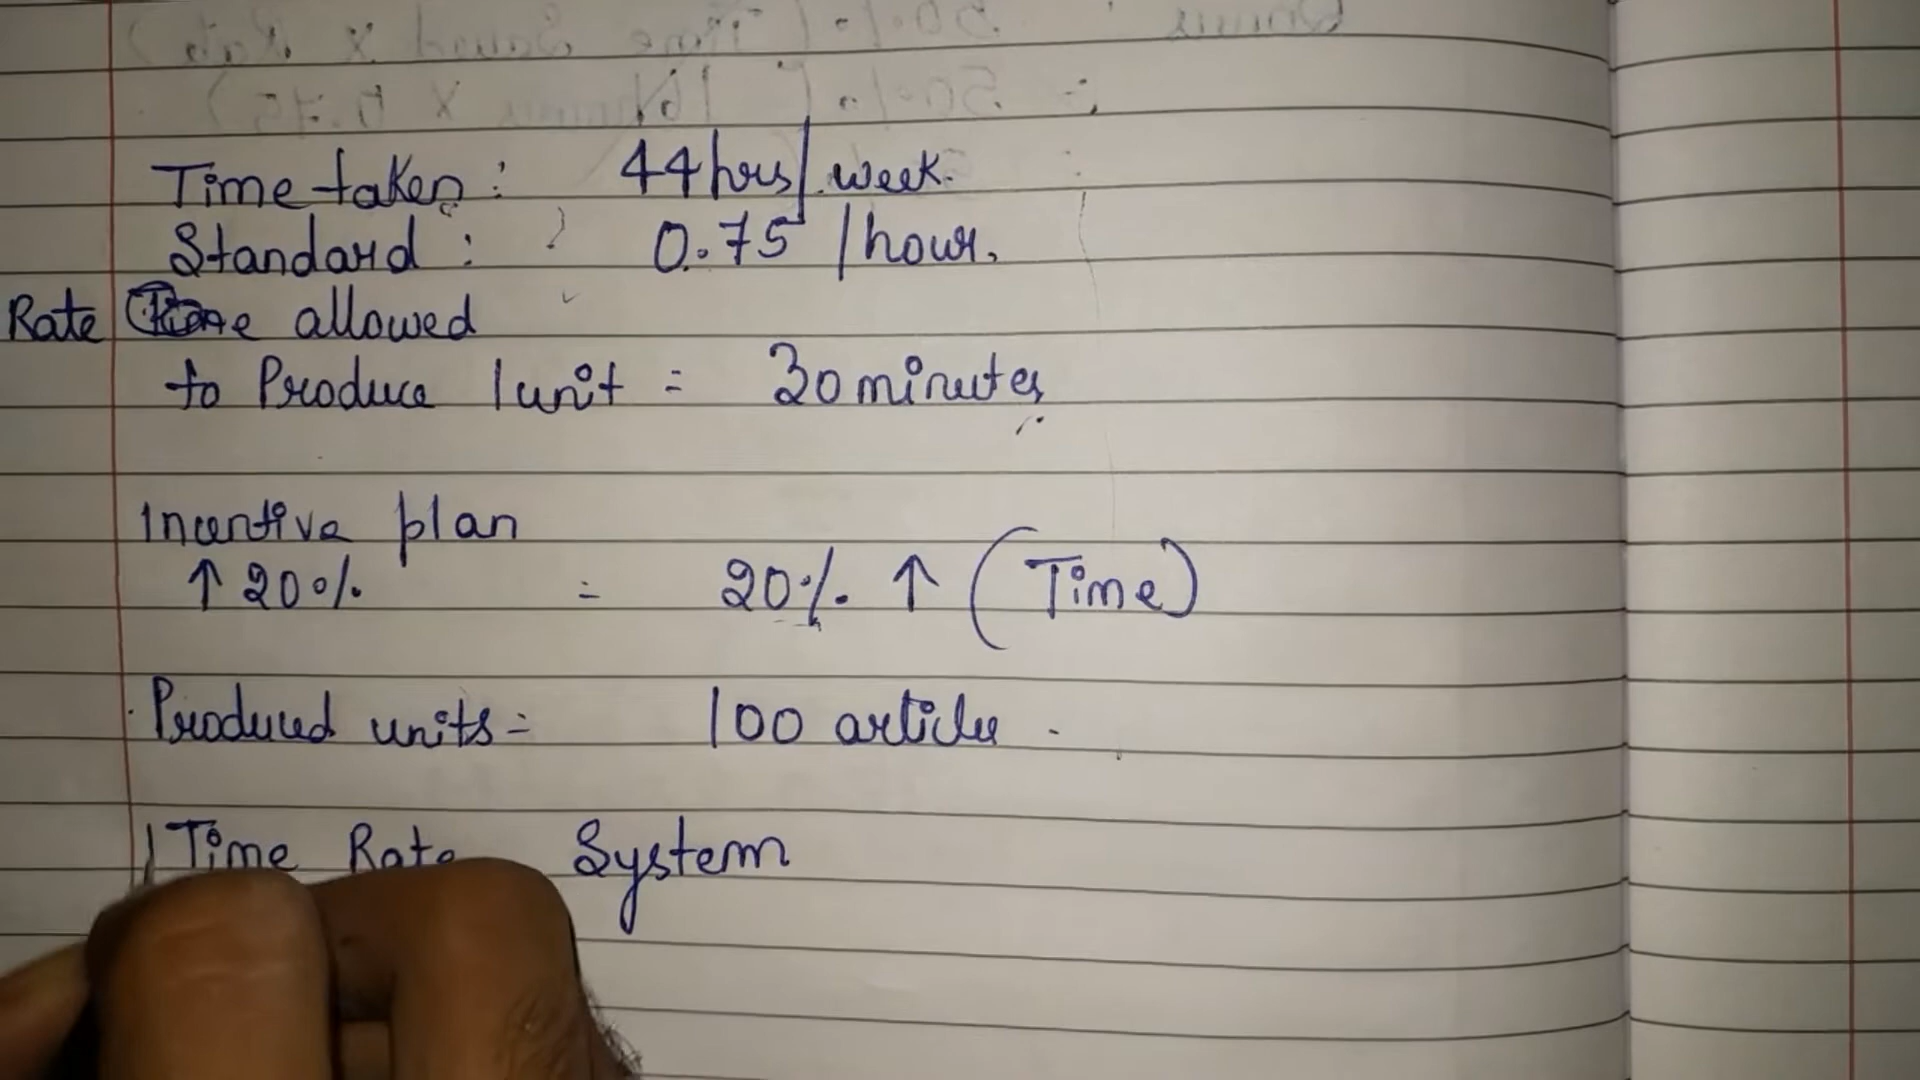 Time taken : 44 hrs / week.
Standard : 0.75 / hour.
Rate Time allowed
to Produce 1 unit = 30 minutes
Incentive plan
↑ 20% = 20% ↑ (Time)
Produced units = 100 article
Time Rate System